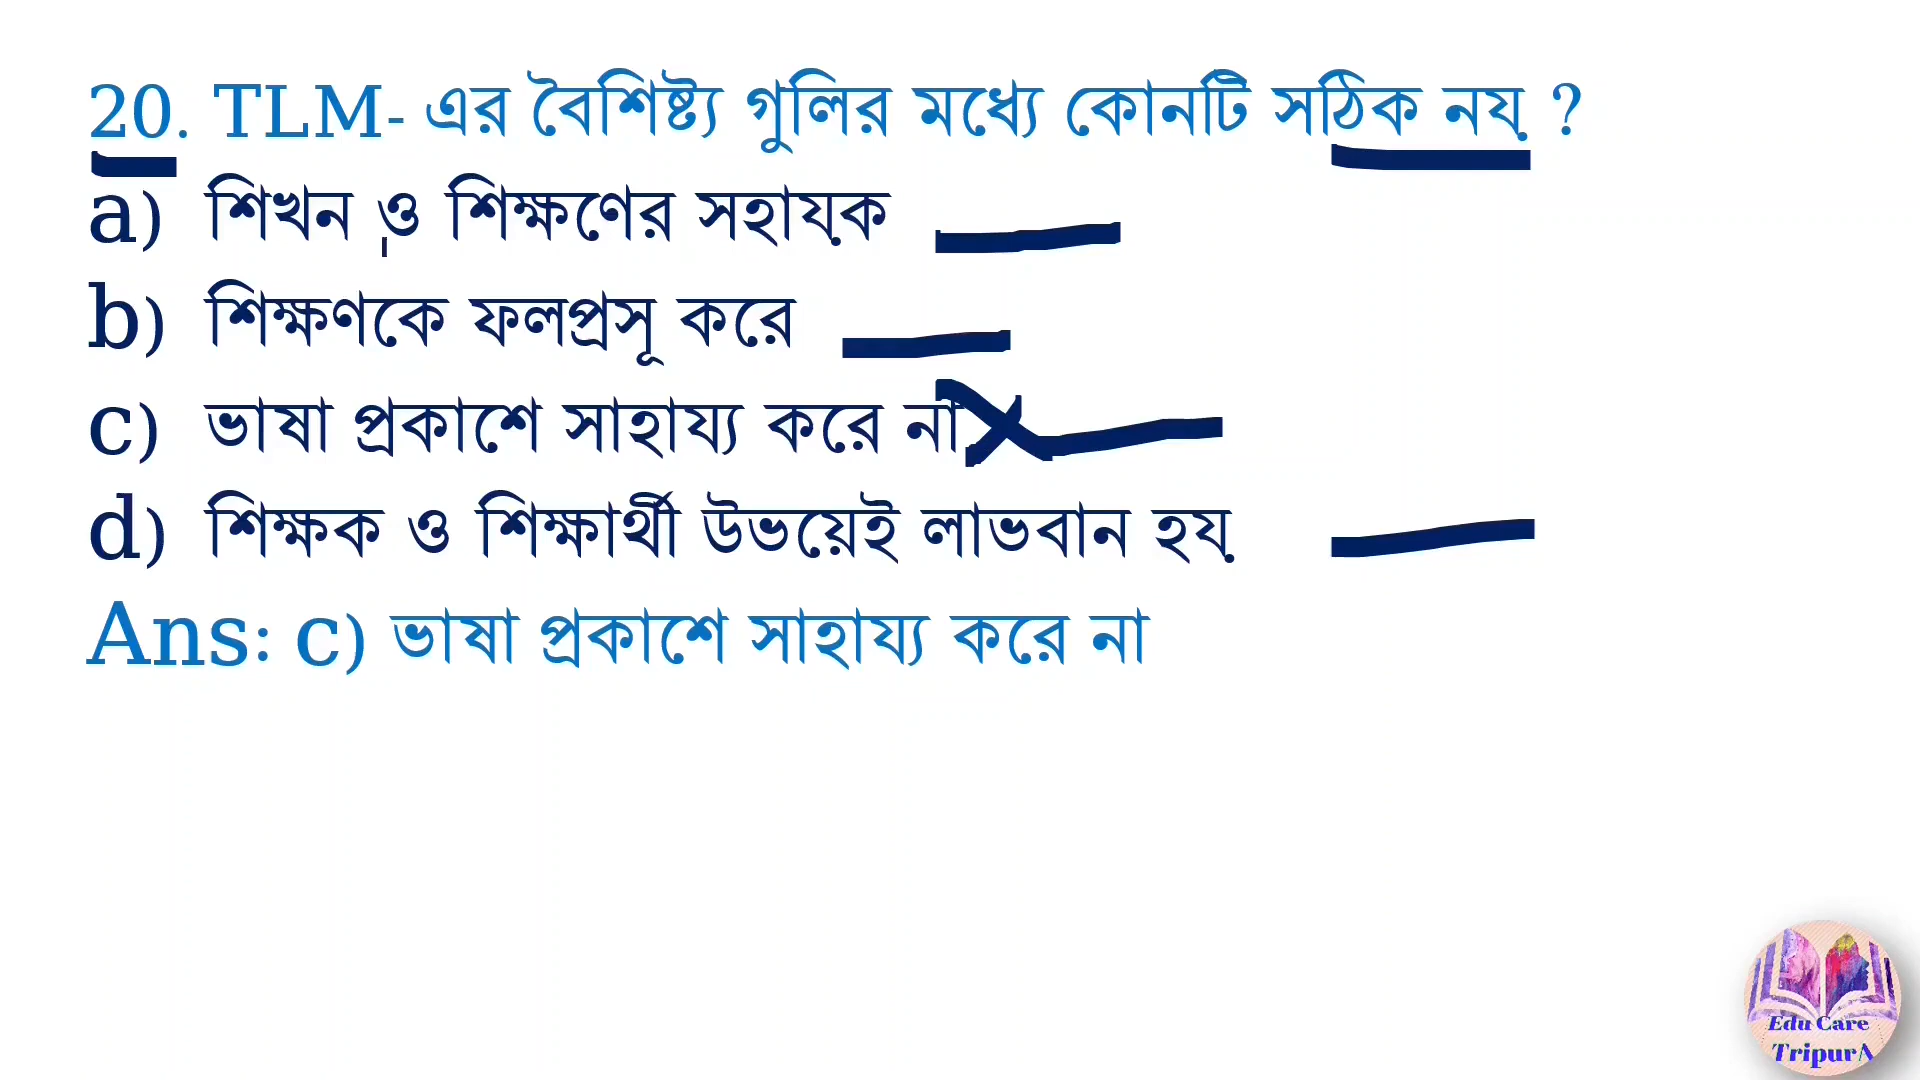 20. TLM- এর বৈশিষ্ট্য গুলির মধ্যে কোনটি সঠিক নয় ?
a) শিখন ও শিক্ষণের সহায়ক
b) শিক্ষণকে ফলপ্রসূ করে
c) ভাষা প্রকাশে সাহায্য করে না
d) শিক্ষক ও শিক্ষার্থী উভয়েই লাভবান হয়
Ans: c) ভাষা প্রকাশে সাহায্য করে না
Edu Care
TripurA